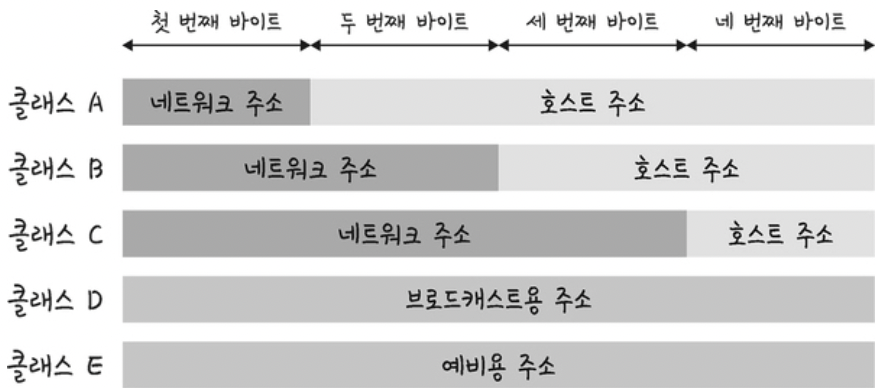 첫 번째 바이트 두 번째 바이트 세 번째 바이트 네 번째 바이트
클래스 A 네트워크 주소 호스트 주소
클래스 B 네트워크 주소 호스트 주소
클래스 C 네트워크 주소 호스트 주소
클래스 D 브로드캐스트용 주소
클래스 E 예비용 주소